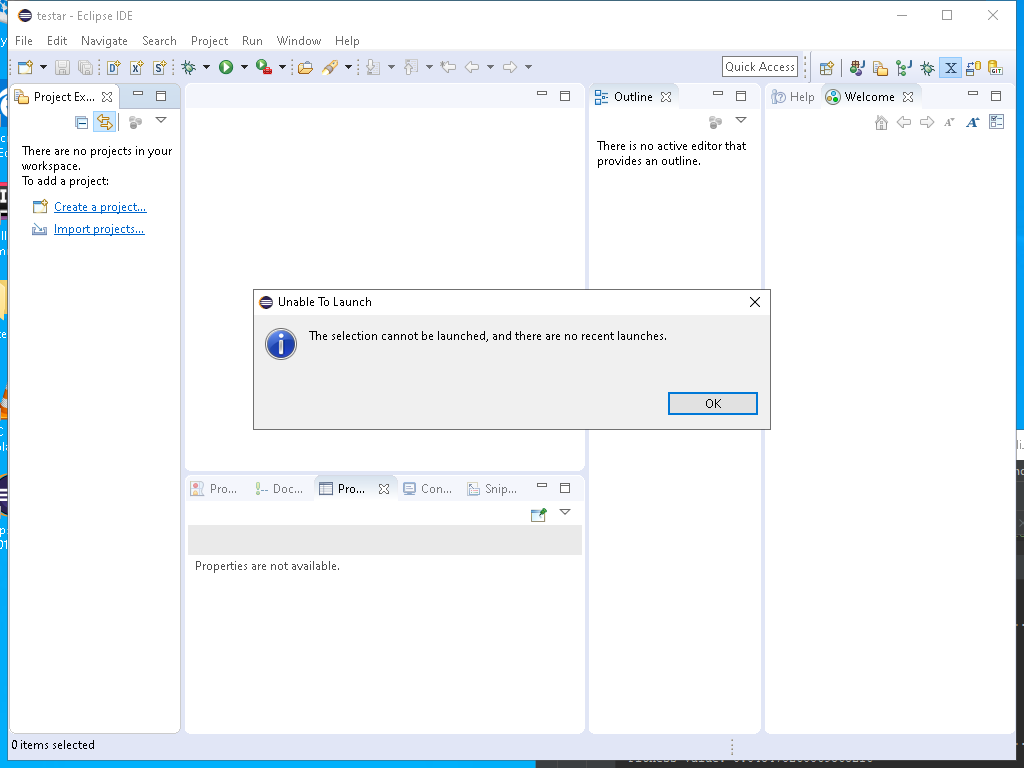 testar - Eclipse IDE
File Edit Navigate Search Project Run Window Help
Quick Access
Project Ex...
There are no projects in your
workspace.
To add a project:
Create a project...
Import projects...
Outline
There is no active editor that
provides an outline.
Help
Welcome
Unable To Launch
The selection cannot be launched, and there are no recent launches.
OK
Pro...
Doc...
Pro...
Con...
Snip...
Properties are not available.
0 items selected